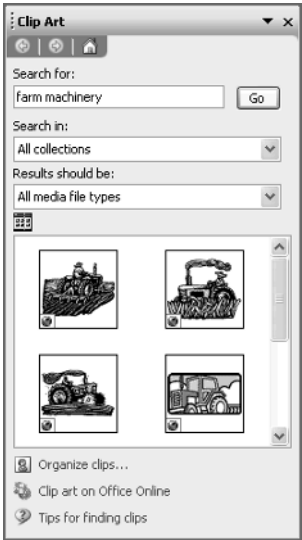 Clip Art
Search for:
farm machinery
Go
Search in:
All collections
Results should be:
All media file types
Organize clips...
Clip art on Office Online
Tips for finding clips